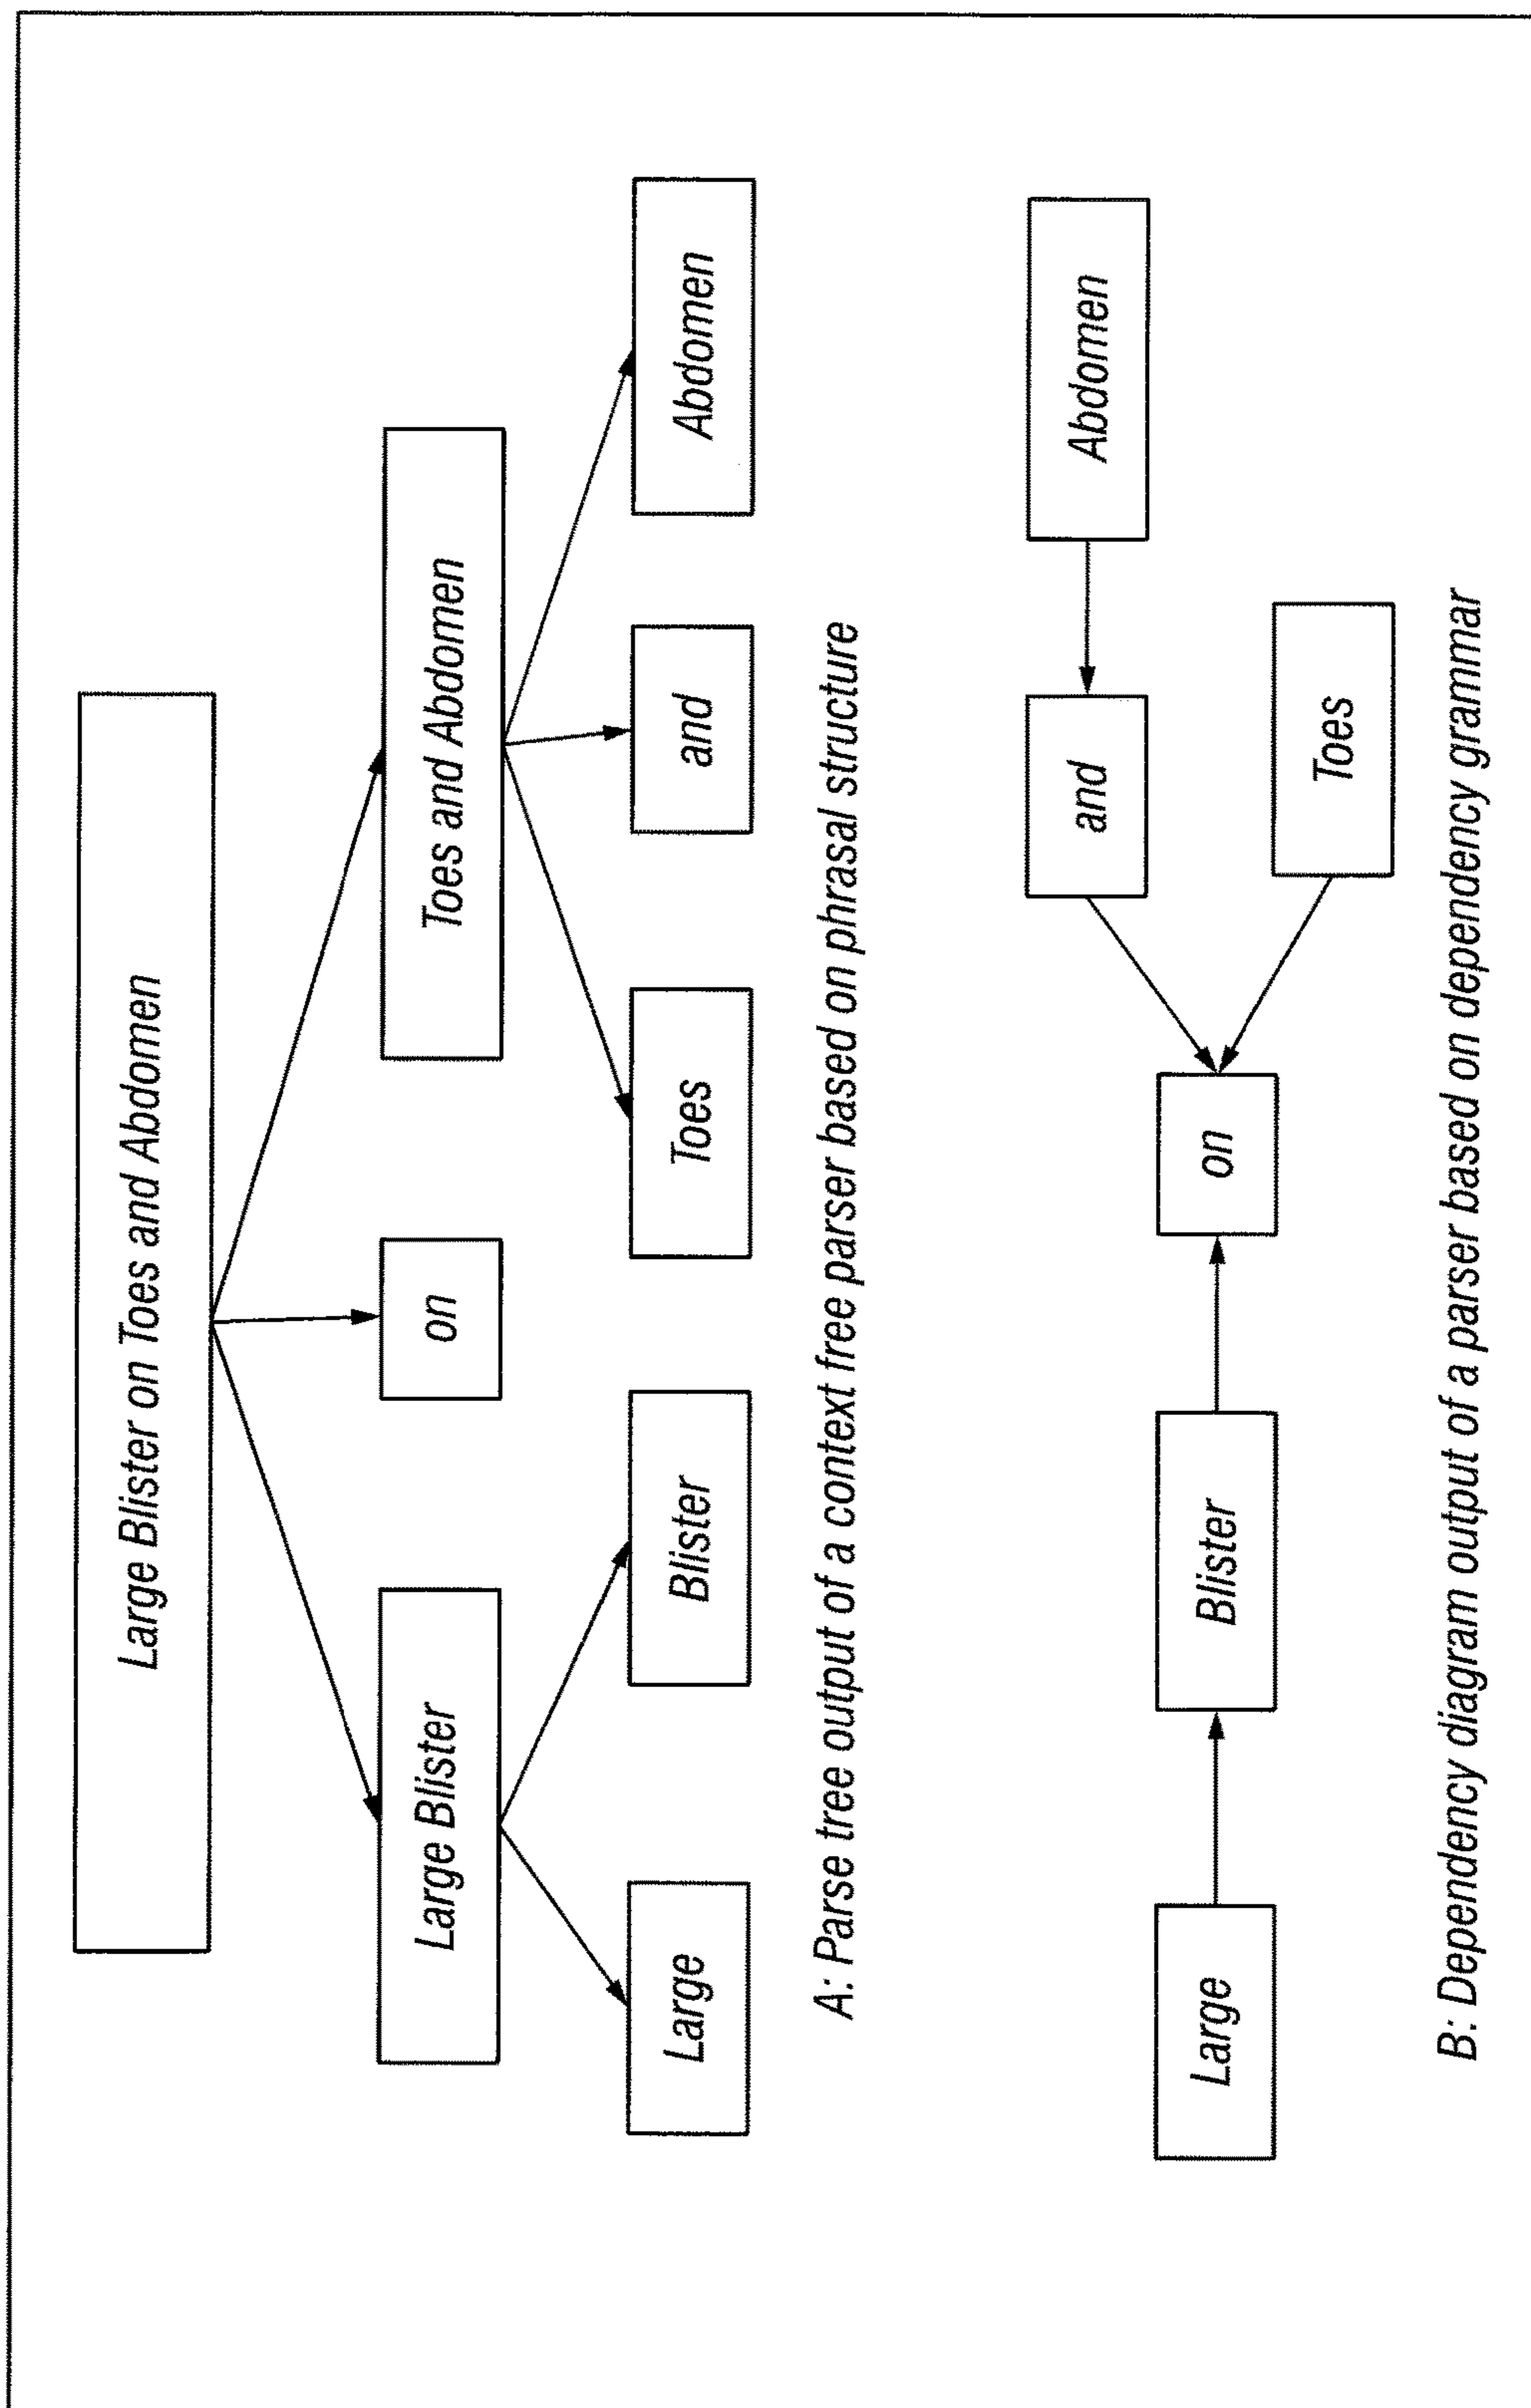 Large Blister on Toes and Abdomen
Large Blister
on
Toes and Abdomen
Large
Blister
Toes
and
Abdomen
A: Parse tree output of a context free parser based on phrasal structure
Large
Blister
on
and
Abdomen
Toes
B: Dependency diagram output of a parser based on dependency grammar